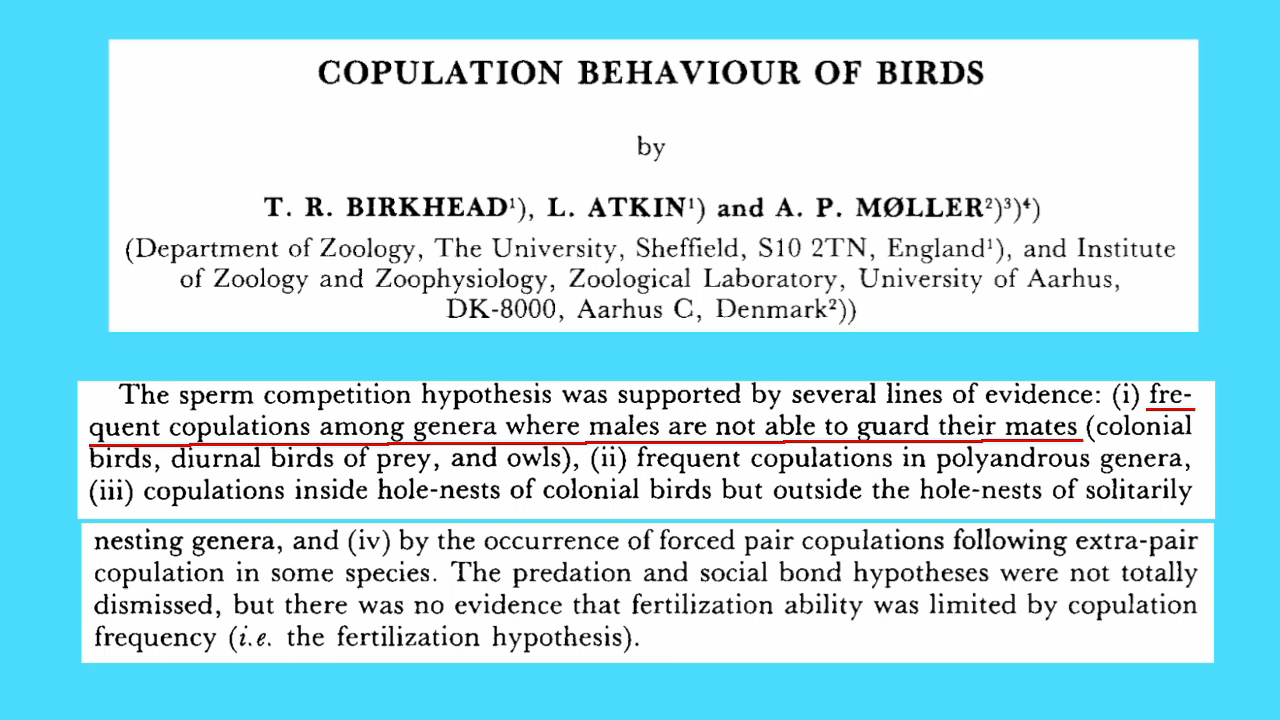 COPULATION BEHAVIOUR OF BIRDS
by
T. R. BIRKHEAD¹), L. ATKIN¹) and A. P. MØLLER²)³)⁴)
(Department of Zoology, The University, Sheffield, S10 2TN, England¹), and Institute
of Zoology and Zoophysiology, Zoological Laboratory, University of Aarhus,
DK-8000, Aarhus C, Denmark²))
The sperm competition hypothesis was supported by several lines of evidence: (i) fre-
quent copulations among genera where males are not able to guard their mates (colonial
birds, diurnal birds of prey, and owls), (ii) frequent copulations in polyandrous genera,
(iii) copulations inside hole-nests of colonial birds but outside the hole-nests of solitarily
nesting genera, and (iv) by the occurrence of forced pair copulations following extra-pair
copulation in some species. The predation and social bond hypotheses were not totally
dismissed, but there was no evidence that fertilization ability was limited by copulation
frequency (i.e. the fertilization hypothesis).